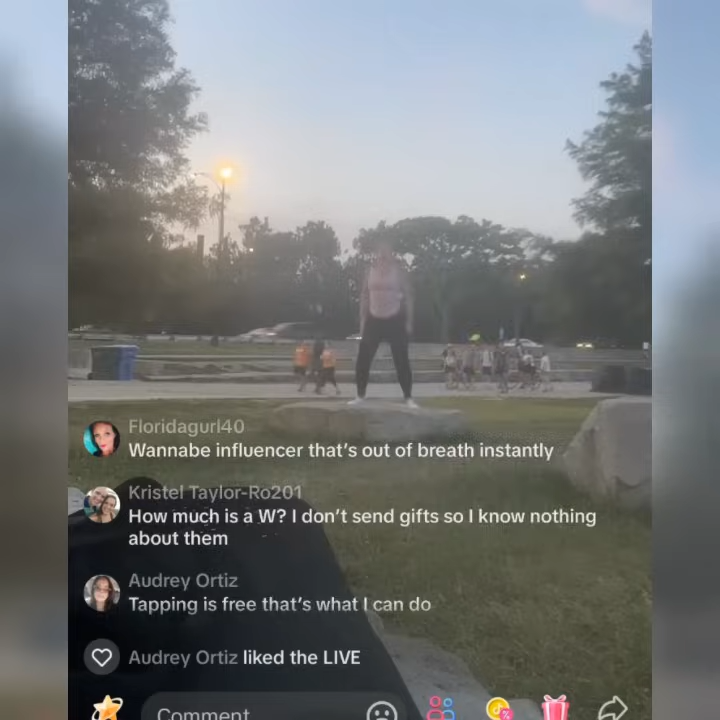 Floridagurl40
Wannabe influencer that's out of breath instantly
Kristel Taylor-Ro201
How much is a W? I don't send gifts so I know nothing
about them
Audrey Ortiz
Tapping is free that's what I can do
Audrey Ortiz liked the LIVE
Comment